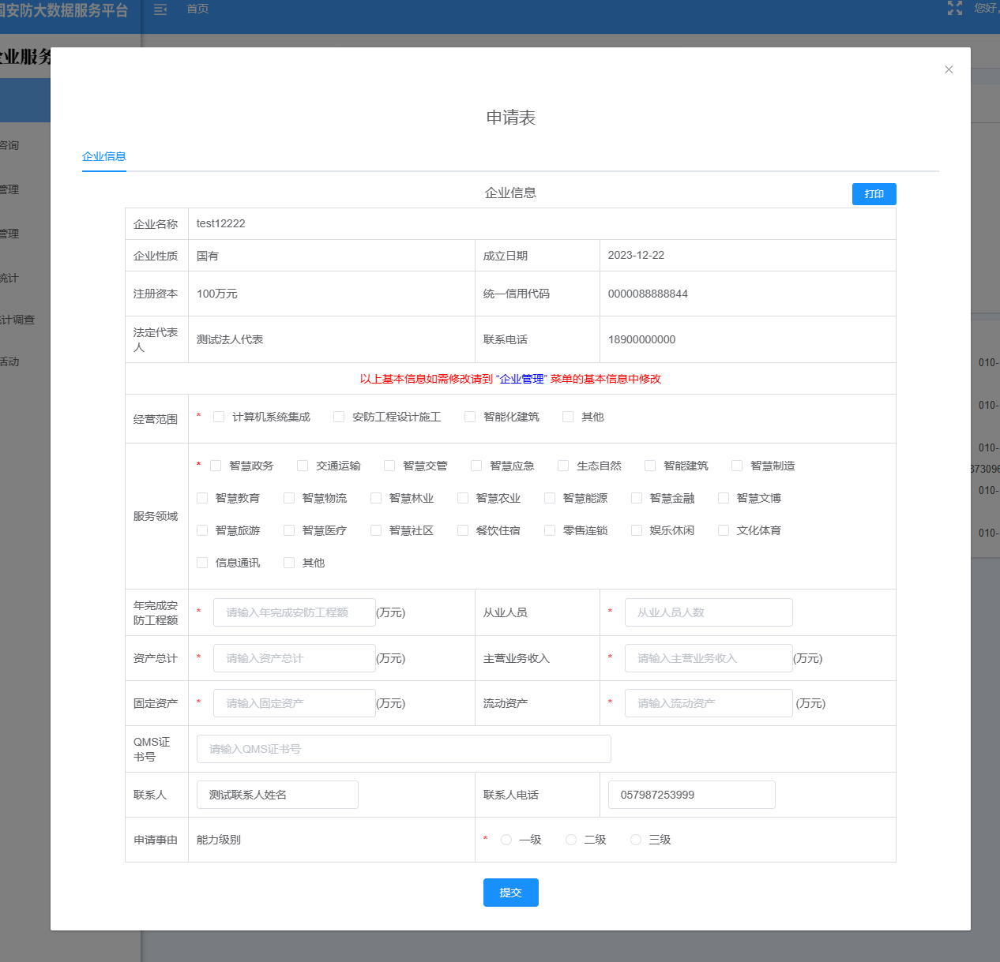 国安防大数据服务平台
首页
您好,
企业服务
咨询
管理
管理
统计
统计调查
活动
申请表
企业信息
企业信息
打印
企业名称 test12222
企业性质 国有 成立日期 2023-12-22
注册资本 100万元 统一信用代码 0000088888844
法定代表人 测试法人代表 联系电话 18900000000
以上基本信息如需修改请到 “企业管理” 菜单的基本信息中修改
经营范围 * 计算机系统集成 安防工程设计施工 智能化建筑 其他
服务领域
* 智慧政务 交通运输 智慧交管 智慧应急 生态自然 智能建筑 智慧制造
智慧教育 智慧物流 智慧林业 智慧农业 智慧能源 智慧金融 智慧文博
智慧旅游 智慧医疗 智慧社区 餐饮住宿 零售连锁 娱乐休闲 文化体育
信息通讯 其他
年完成安防工程额 * 请输入年完成安防工程额 (万元) 从业人员 * 从业人员人数
资产总计 * 请输入资产总计 (万元) 主营业务收入 * 请输入主营业务收入 (万元)
固定资产 * 请输入固定资产 (万元) 流动资产 * 请输入流动资产 (万元)
QMS证书号 请输入QMS证书号
联系人 测试联系人姓名 联系人电话 057987253999
申请事由 能力级别 * 一级 二级 三级
提交
010-
010-
010-
873096
010-
010-